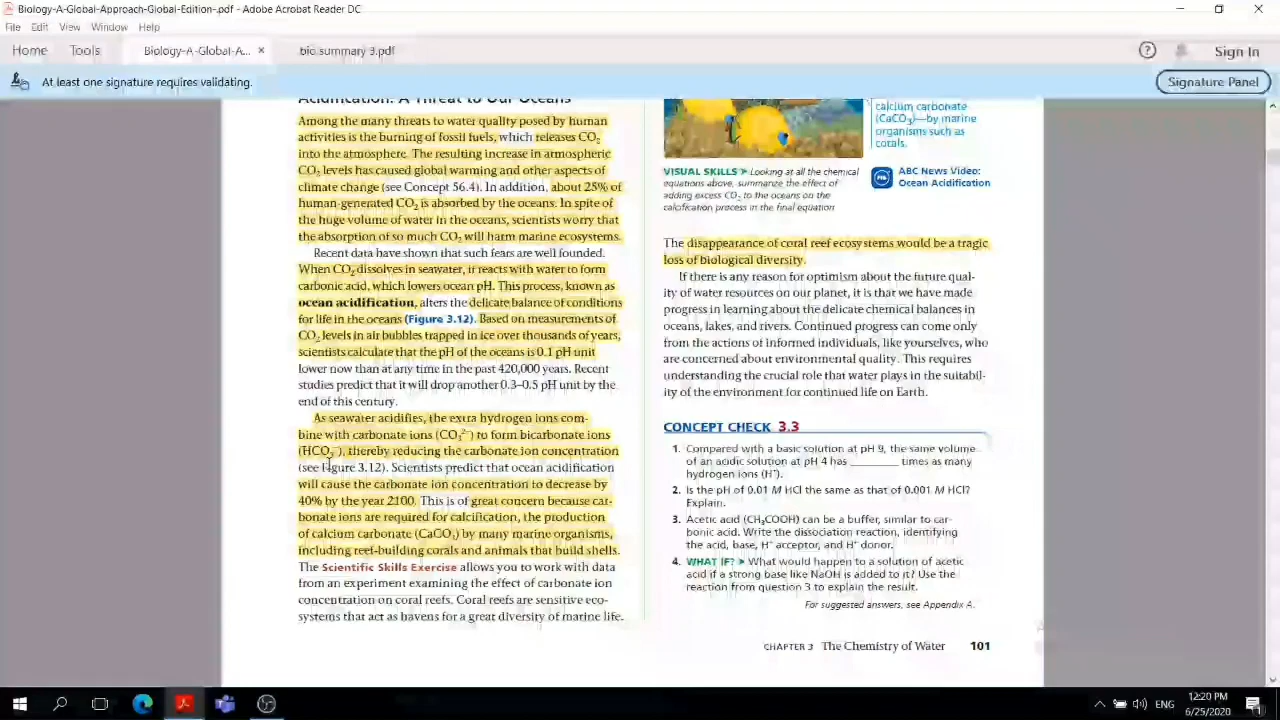 Biology-A-Global-Approach-Global-Edition-.pdf - Adobe Acrobat Reader DC
File Edit View Window Help
Home Tools Biology-A-Global-A... × bio summary 3.pdf Sign In
At least one signature requires validating. Signature Panel
Acidification: A Threat to Our Oceans
Among the many threats to water quality posed by human
activities is the burning of fossil fuels, which releases CO₂
into the atmosphere. The resulting increase in atmospheric
CO₂ levels has caused global warming and other aspects of
climate change (see Concept 56.4). In addition, about 25% of
human-generated CO₂ is absorbed by the oceans. In spite of
the huge volume of water in the oceans, scientists worry that
the absorption of so much CO₂ will harm marine ecosystems.
Recent data have shown that such fears are well founded.
When CO₂ dissolves in seawater, it reacts with water to form
carbonic acid, which lowers ocean pH. This process, known as
ocean acidification, alters the delicate balance of conditions
for life in the oceans (Figure 3.12). Based on measurements of
CO₂ levels in air bubbles trapped in ice over thousands of years,
scientists calculate that the pH of the oceans is 0.1 pH unit
lower now than at any time in the past 420,000 years. Recent
studies predict that it will drop another 0.3–0.5 pH unit by the
end of this century.
As seawater acidifies, the extra hydrogen ions com-
bine with carbonate ions (CO₃²⁻) to form bicarbonate ions
(HCO₃⁻), thereby reducing the carbonate ion concentration
(see Figure 3.12). Scientists predict that ocean acidification
will cause the carbonate ion concentration to decrease by
40% by the year 2100. This is of great concern because car-
bonate ions are required for calcification, the production
of calcium carbonate (CaCO₃) by many marine organisms,
including reef-building corals and animals that build shells.
The Scientific Skills Exercise allows you to work with data
from an experiment examining the effect of carbonate ion
concentration on coral reefs. Coral reefs are sensitive eco-
systems that act as havens for a great diversity of marine life.
calcium carbonate
(CaCO₃)—by marine
organisms such as
corals.
VISUAL SKILLS ➤ Looking at all the chemical
equations above, summarize the effect of
adding excess CO₂ to the oceans on the
calcification process in the final equation
ABC News Video:
Ocean Acidification
The disappearance of coral reef ecosystems would be a tragic
loss of biological diversity.
If there is any reason for optimism about the future qual-
ity of water resources on our planet, it is that we have made
progress in learning about the delicate chemical balances in
oceans, lakes, and rivers. Continued progress can come only
from the actions of informed individuals, like yourselves, who
are concerned about environmental quality. This requires
understanding the crucial role that water plays in the suitabil-
ity of the environment for continued life on Earth.
CONCEPT CHECK 3.3
1. Compared with a basic solution at pH 9, the same volume
of an acidic solution at pH 4 has ________ times as many
hydrogen ions (H⁺).
2. Is the pH of 0.01 M HCl the same as that of 0.001 M HCl?
Explain.
3. Acetic acid (CH₃COOH) can be a buffer, similar to car-
bonic acid. Write the dissociation reaction, identifying
the acid, base, H⁺ acceptor, and H⁺ donor.
4. WHAT IF? ➤ What would happen to a solution of acetic
acid if a strong base like NaOH is added to it? Use the
reaction from question 3 to explain the result.
For suggested answers, see Appendix A.
CHAPTER 3 The Chemistry of Water 101
ENG
12:20 PM
6/25/2020